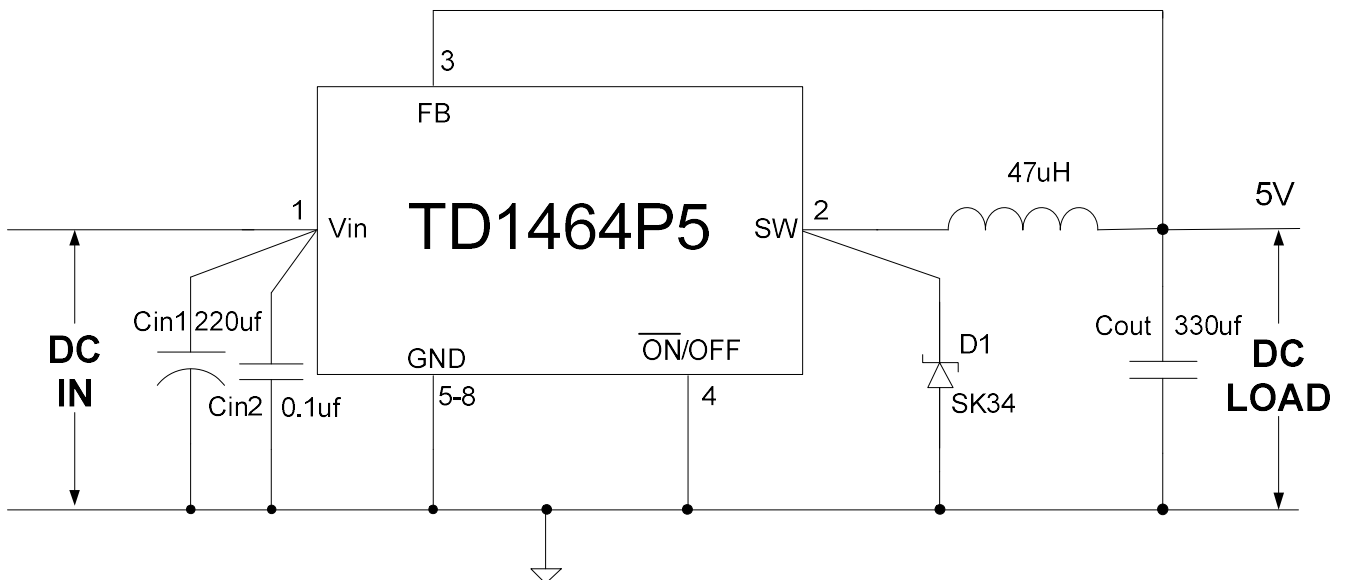 3
FB
47uH
5V
1
Vin
TD1464P5
SW
2
Cin1 220uf
DC
IN
GND
ON/OFF
D1
Cout 330uf
DC
LOAD
5-8
4
Cin2 0.1uf
SK34